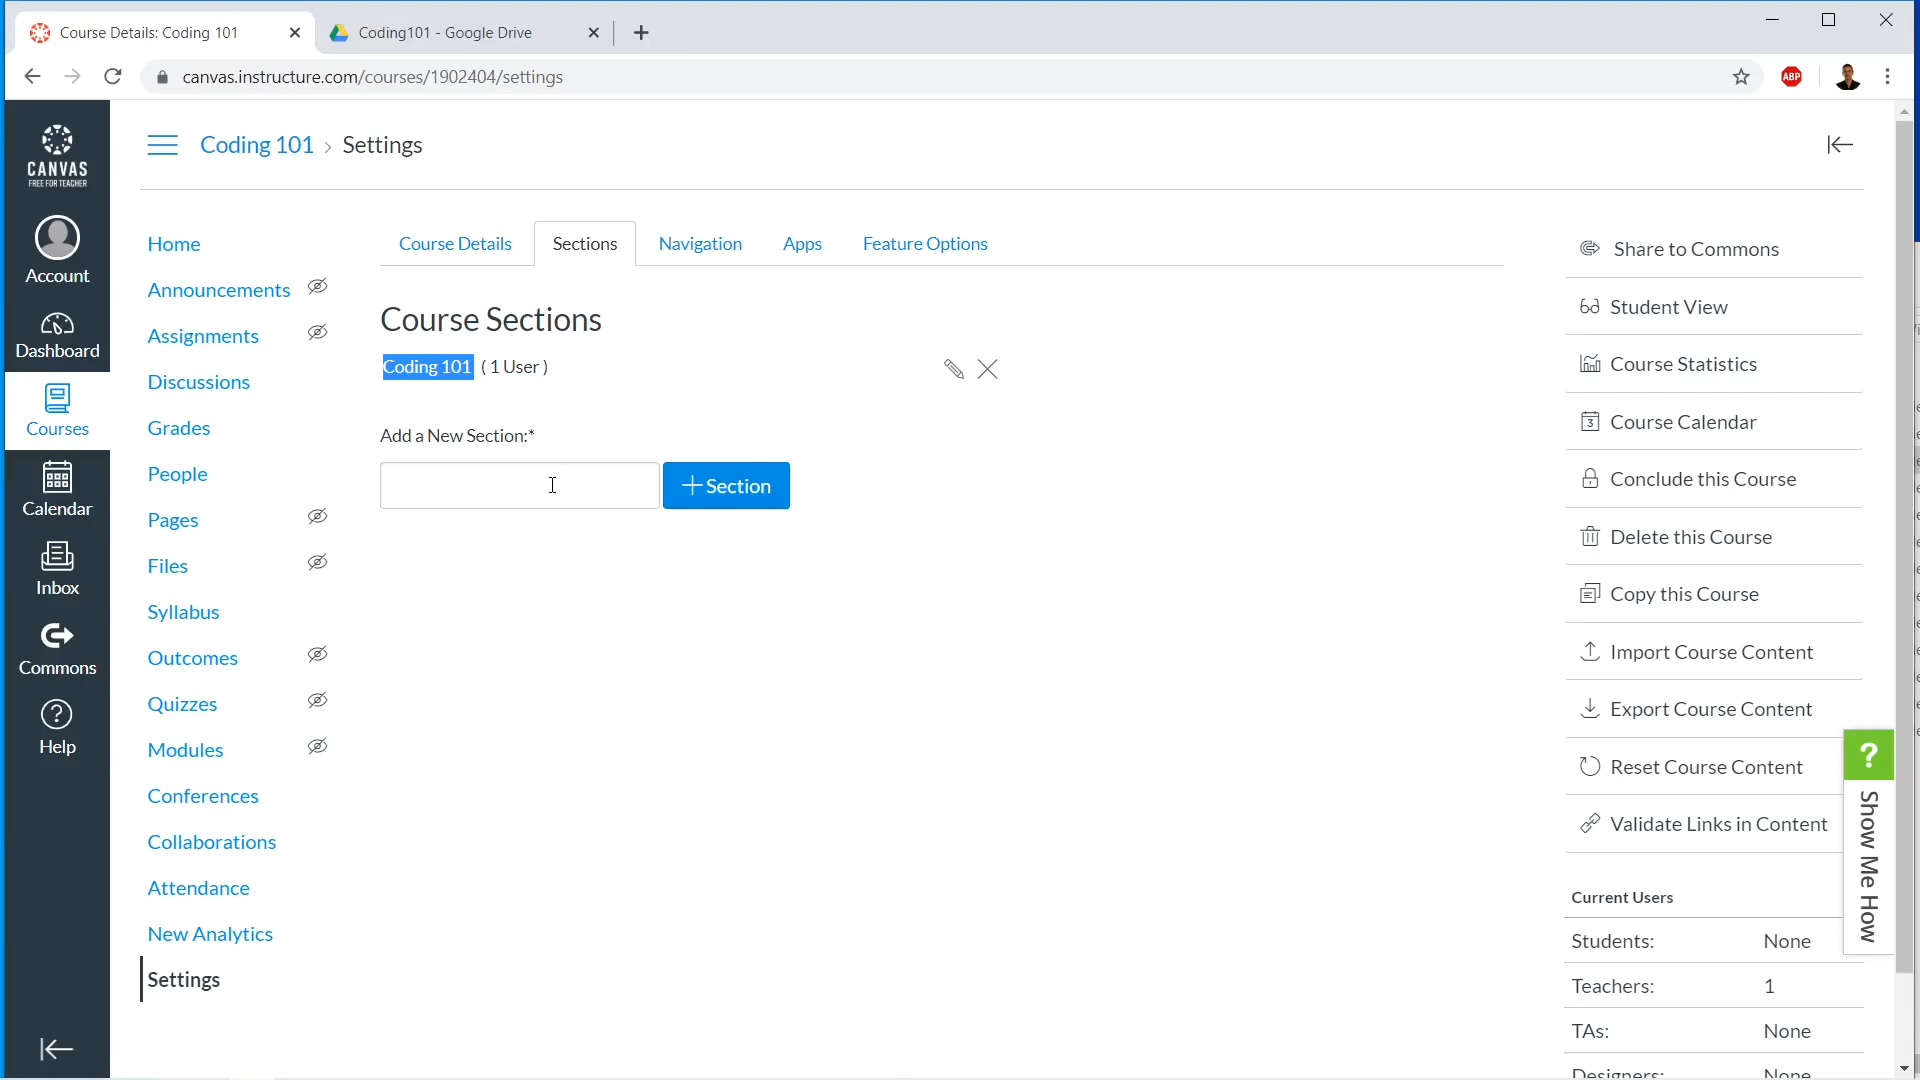 Course Details: Coding 101
Coding101 - Google Drive
canvas.instructure.com/courses/1902404/settings
ABP
CANVAS
FREE FOR TEACHER
Account
Dashboard
Courses
Calendar
Inbox
Commons
Help
Coding 101 > Settings
Home
Announcements
Assignments
Discussions
Grades
People
Pages
Files
Syllabus
Outcomes
Quizzes
Modules
Conferences
Collaborations
Attendance
New Analytics
Settings
Course Details Sections Navigation Apps Feature Options
Course Sections
Coding 101 ( 1 User )
Add a New Section:*
+Section
Share to Commons
Student View
Course Statistics
3 Course Calendar
Conclude this Course
Delete this Course
Copy this Course
Import Course Content
Export Course Content
Reset Course Content
Validate Links in Content
? Show Me How
Current Users
Students: None
Teachers: 1
TAs: None
Designers: None